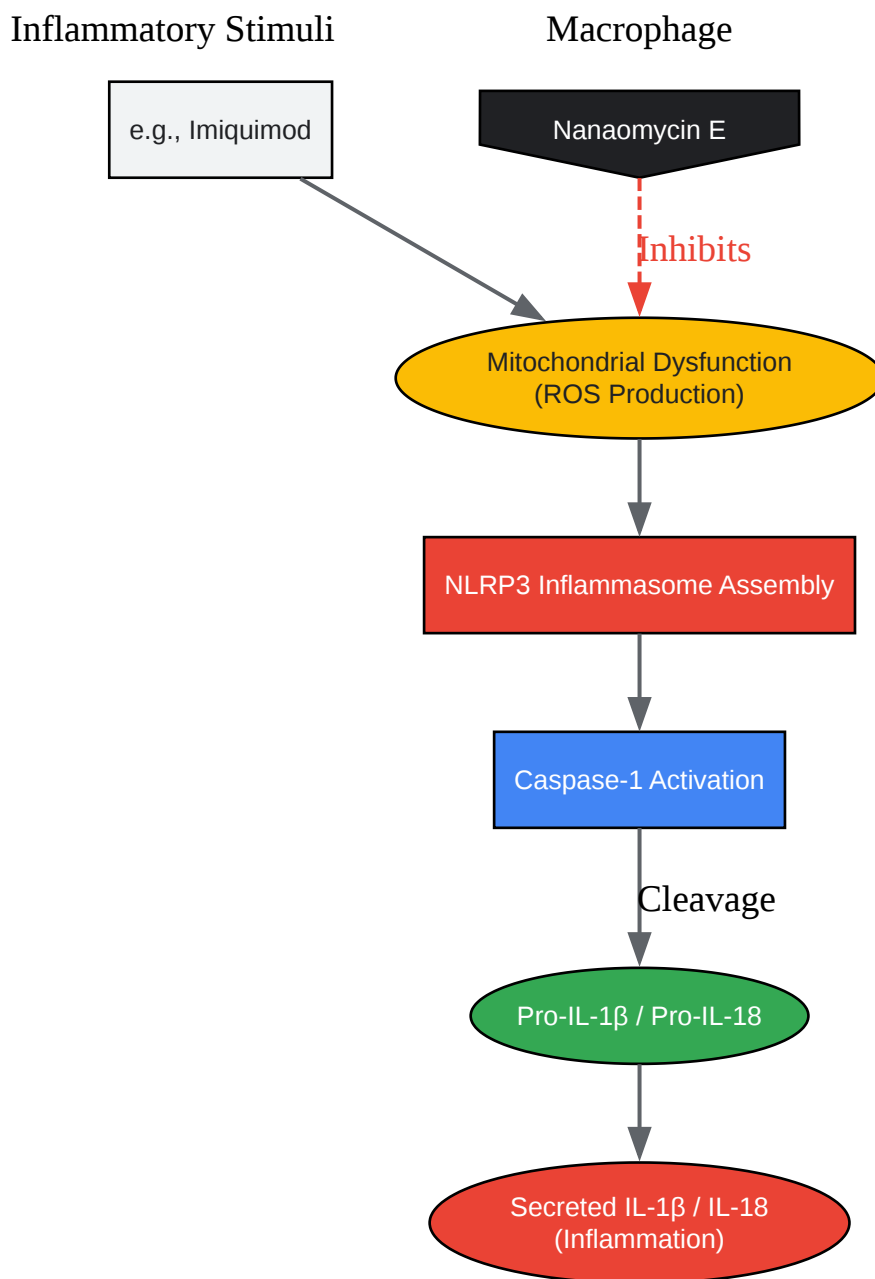 Inflammatory Stimuli
Macrophage
e.g., Imiquimod
Nanaomycin E
Inhibits
Mitochondrial Dysfunction
(ROS Production)
NLRP3 Inflammasome Assembly
Caspase-1 Activation
Cleavage
Pro-IL-1β / Pro-IL-18
Secreted IL-1β / IL-18
(Inflammation)